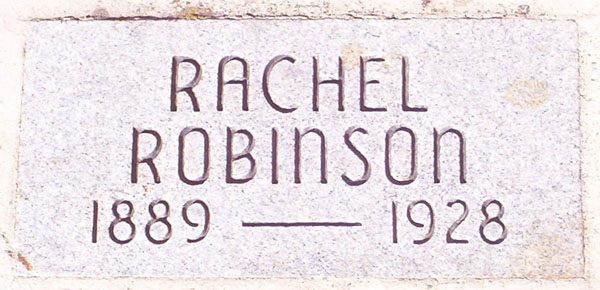 RACHEL
ROBINSON
1889 — 1928